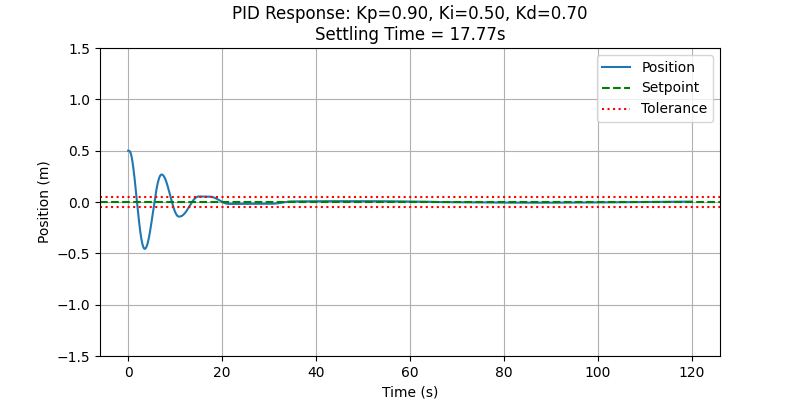 PID Response: Kp=0.90, Ki=0.50, Kd=0.70
Settling Time = 17.77s
1.5
1.0
0.5
0.0
−0.5
−1.0
−1.5
Position (m)
Position
Setpoint
Tolerance
0 20 40 60 80 100 120
Time (s)